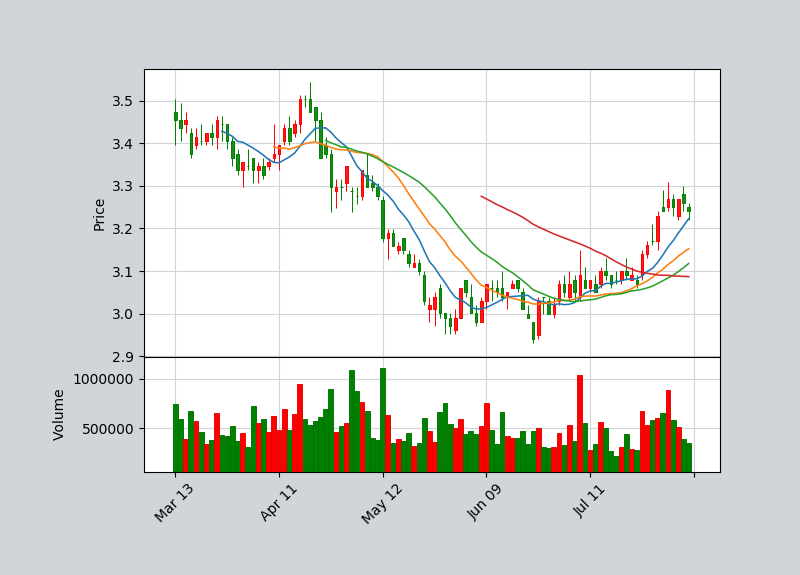 Price
3.5
3.4
3.3
3.2
3.1
3.0
2.9
Volume
1000000
500000
Mar 13
Apr 11
May 12
Jun 09
Jul 11